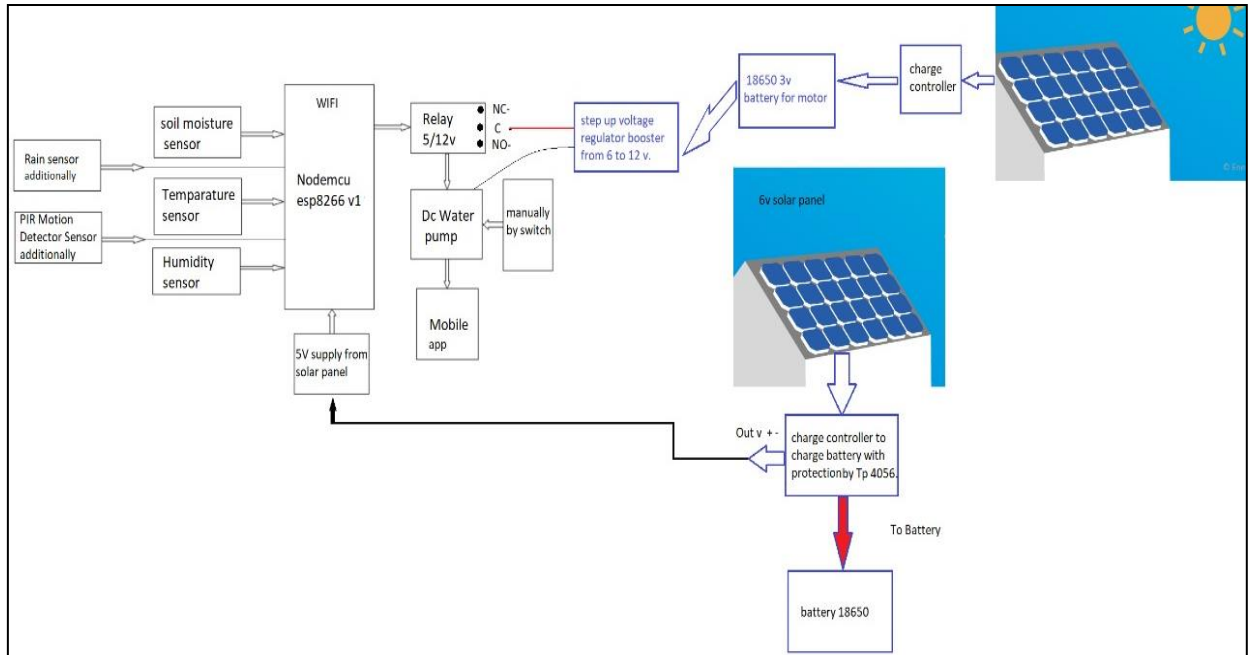 WIFI
Nodemcu
esp8266 v1
soil moisture
sensor
Rain sensor
additionally
Temparature
sensor
PIR Motion
Detector Sensor
additionally
Humidity
sensor
5V supply from
solar panel
Relay
5/12v
NC-
C
NO-
Dc Water
pump
manually
by switch
Mobile
app
step up voltage
regulator booster
from 6 to 12 v.
18650 3v
battery for motor
charge
controller
6v solar panel
Out v + -
charge controller to
charge battery with
protectionby Tp 4056.
To Battery
battery 18650